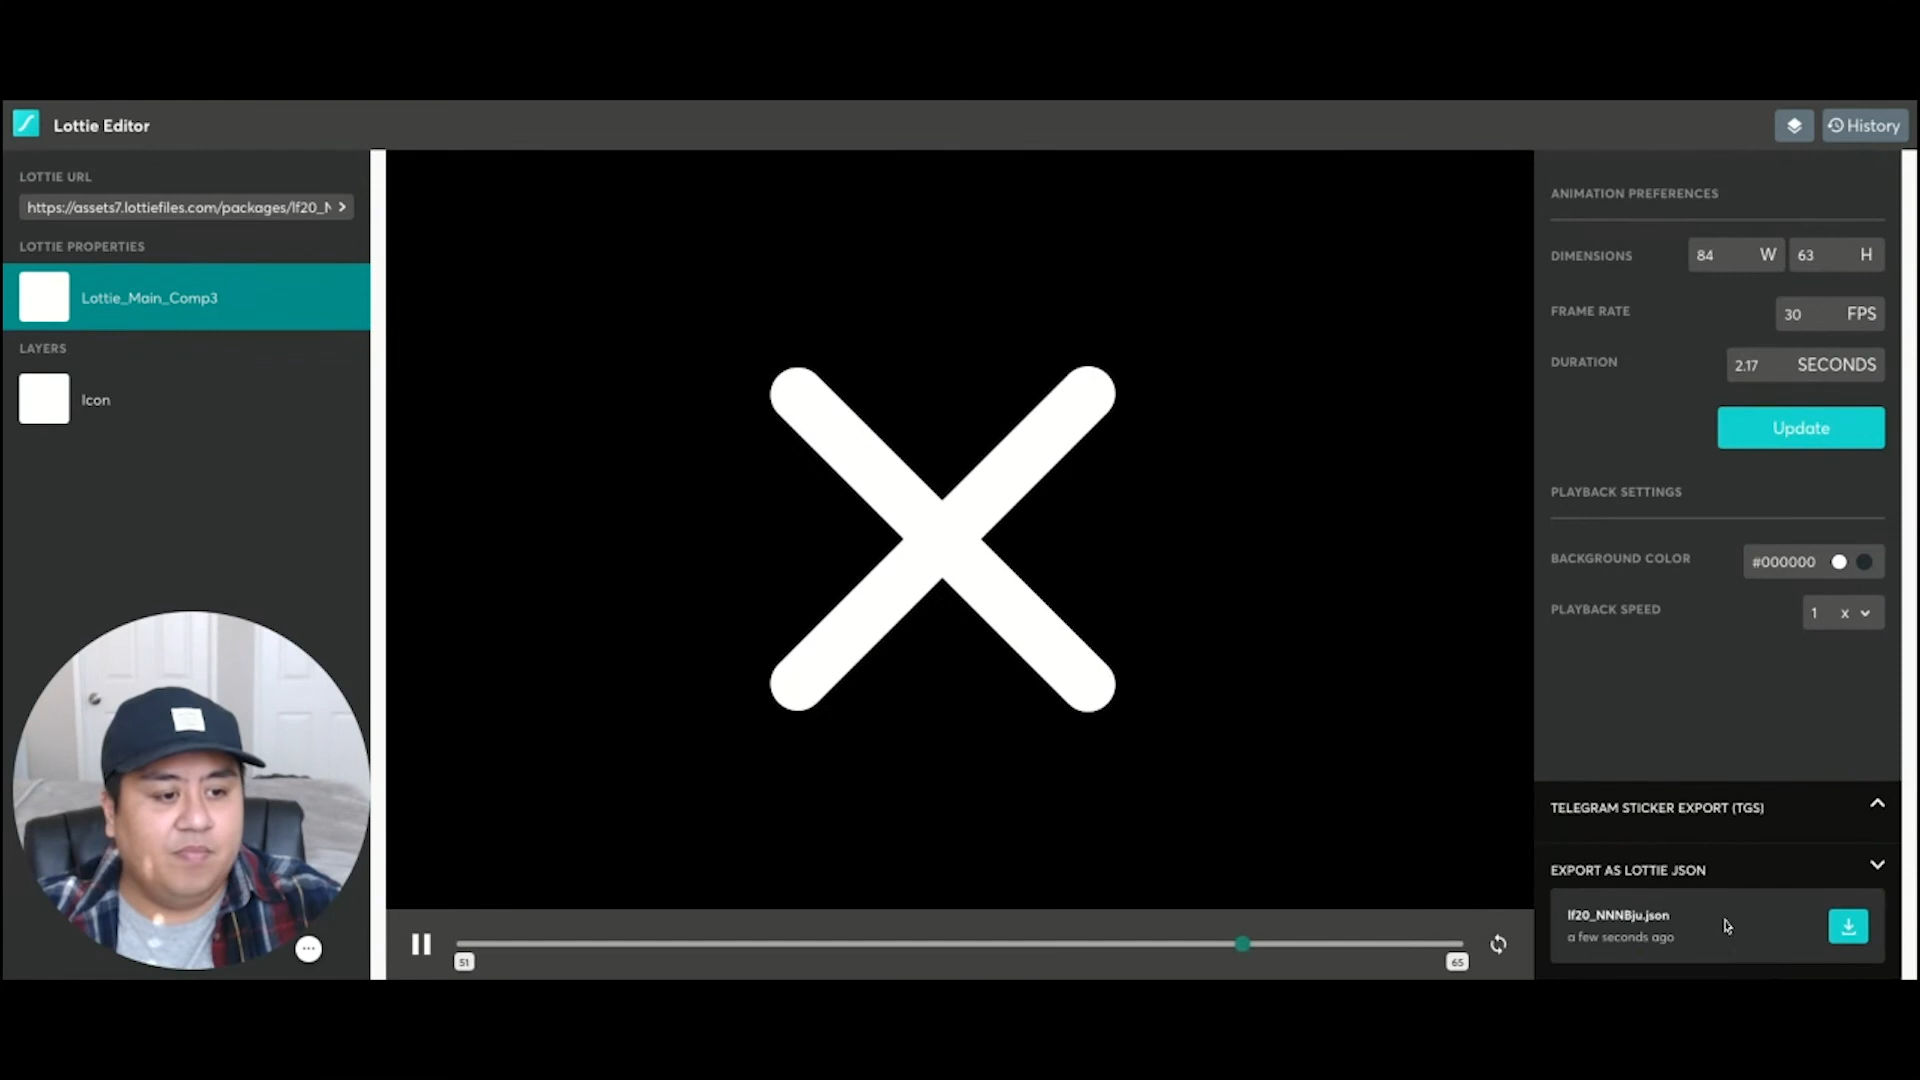 Lottie Editor
History
LOTTIE URL
https://assets7.lottiefiles.com/packages/lf20_N
LOTTIE PROPERTIES
Lottie_Main_Comp3
LAYERS
Icon
51
65
ANIMATION PREFERENCES
DIMENSIONS 84 W 63 H
FRAME RATE 30 FPS
DURATION 2.17 SECONDS
Update
PLAYBACK SETTINGS
BACKGROUND COLOR #000000
PLAYBACK SPEED 1 x
TELEGRAM STICKER EXPORT (TGS)
EXPORT AS LOTTIE JSON
lf20_NNNBju.json
a few seconds ago